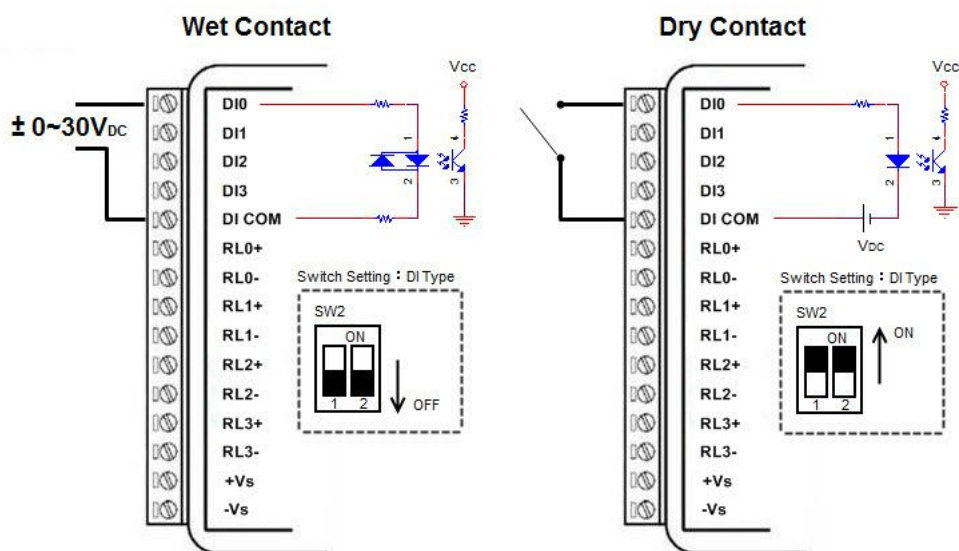 Wet Contact
± 0~30VDC
DI0
DI1
DI2
DI3
DI COM
RL0+
RL0-
RL1+
RL1-
RL2+
RL2-
RL3+
RL3-
+Vs
-Vs
Vcc
1
4
2
3
Switch Setting : DI Type
SW2
ON
1 2
OFF
Dry Contact
DI0
DI1
DI2
DI3
DI COM
RL0+
RL0-
RL1+
RL1-
RL2+
RL2-
RL3+
RL3-
+Vs
-Vs
Vcc
1
4
2
3
VDC
Switch Setting : DI Type
SW2
ON
1 2
ON